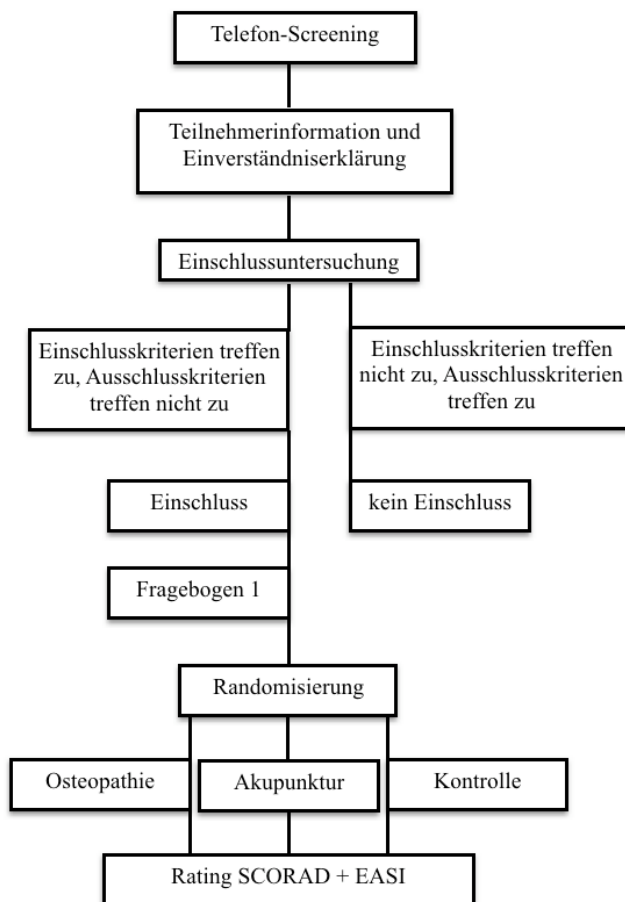 Telefon-Screening
Teilnehmerinformation und
Einverständniserklärung
Einschlussuntersuchung
Einschlusskriterien treffen
zu, Ausschlusskriterien
treffen nicht zu
Einschlusskriterien treffen
nicht zu, Ausschlusskriterien
treffen zu
Einschluss
kein Einschluss
Fragebogen 1
Randomisierung
Osteopathie
Akupunktur
Kontrolle
Rating SCORAD + EASI